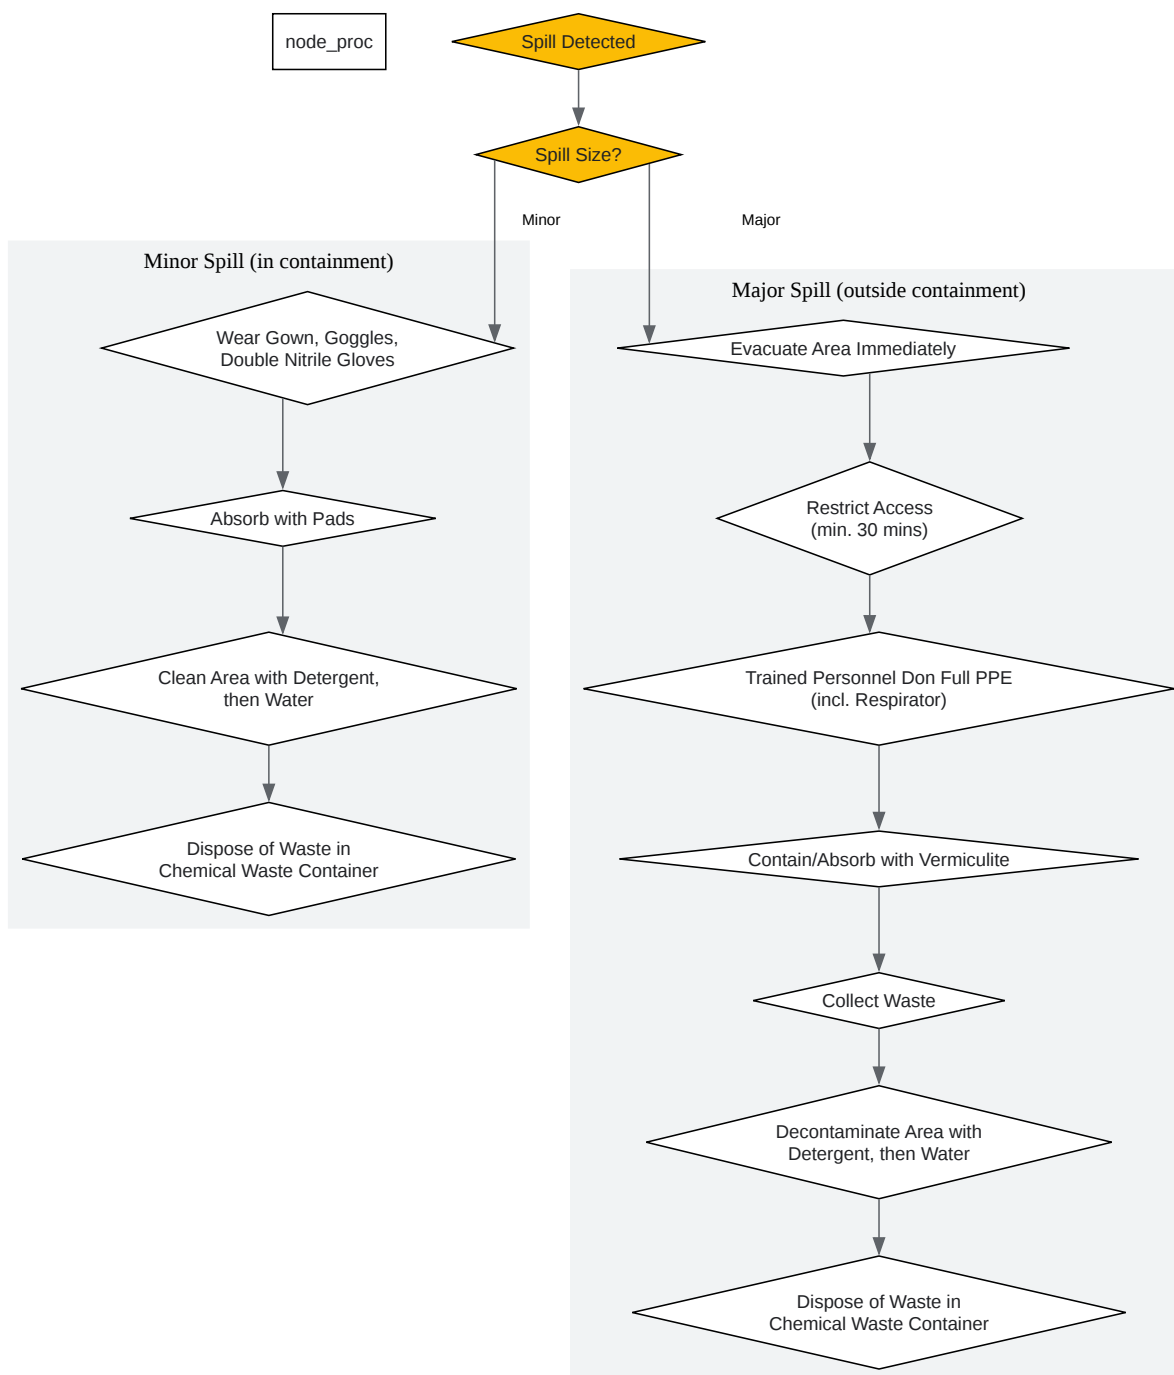 node_proc
Spill Detected
Spill Size?
Minor
Major
Minor Spill (in containment)
Wear Gown, Goggles,
Double Nitrile Gloves
Absorb with Pads
Clean Area with Detergent,
then Water
Dispose of Waste in
Chemical Waste Container
Major Spill (outside containment)
Evacuate Area Immediately
Restrict Access
(min. 30 mins)
Trained Personnel Don Full PPE
(incl. Respirator)
Contain/Absorb with Vermiculite
Collect Waste
Decontaminate Area with
Detergent, then Water
Dispose of Waste in
Chemical Waste Container